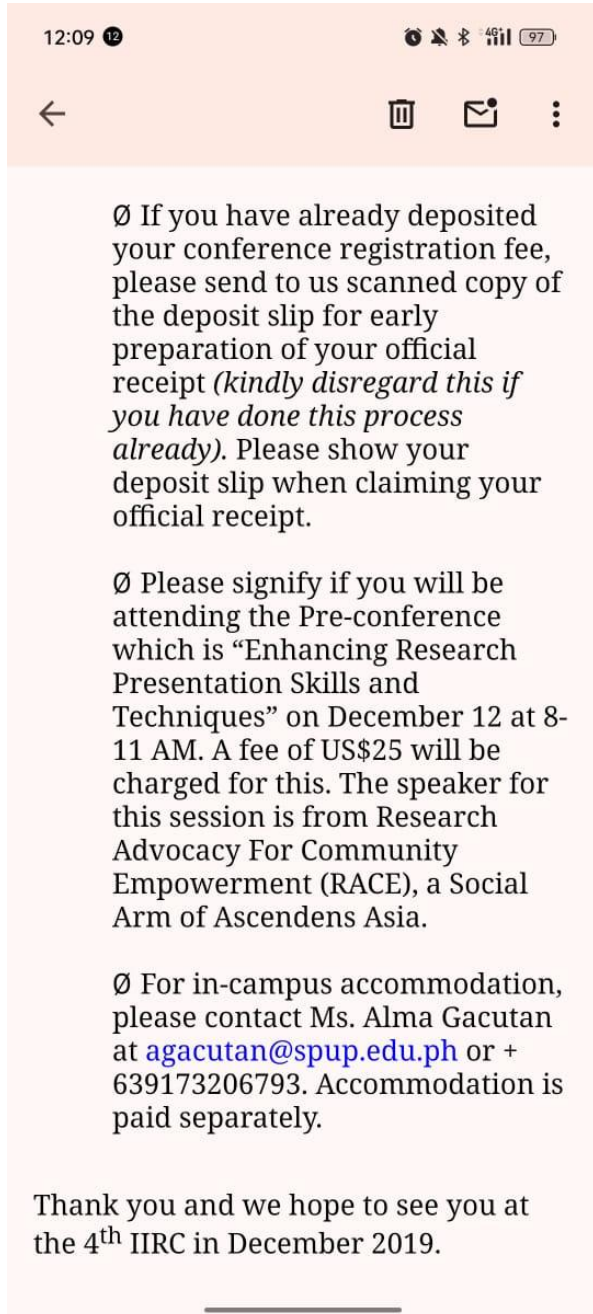 12:09 12 4G 97
Ø If you have already deposited
your conference registration fee,
please send to us scanned copy of
the deposit slip for early
preparation of your official
receipt (kindly disregard this if
you have done this process
already). Please show your
deposit slip when claiming your
official receipt.
Ø Please signify if you will be
attending the Pre-conference
which is “Enhancing Research
Presentation Skills and
Techniques” on December 12 at 8-
11 AM. A fee of US$25 will be
charged for this. The speaker for
this session is from Research
Advocacy For Community
Empowerment (RACE), a Social
Arm of Ascendens Asia.
Ø For in-campus accommodation,
please contact Ms. Alma Gacutan
at agacutan@spup.edu.ph or +
639173206793. Accommodation is
paid separately.
Thank you and we hope to see you at
the 4th IIRC in December 2019.